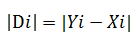 |Di| = |Yi − Xi|